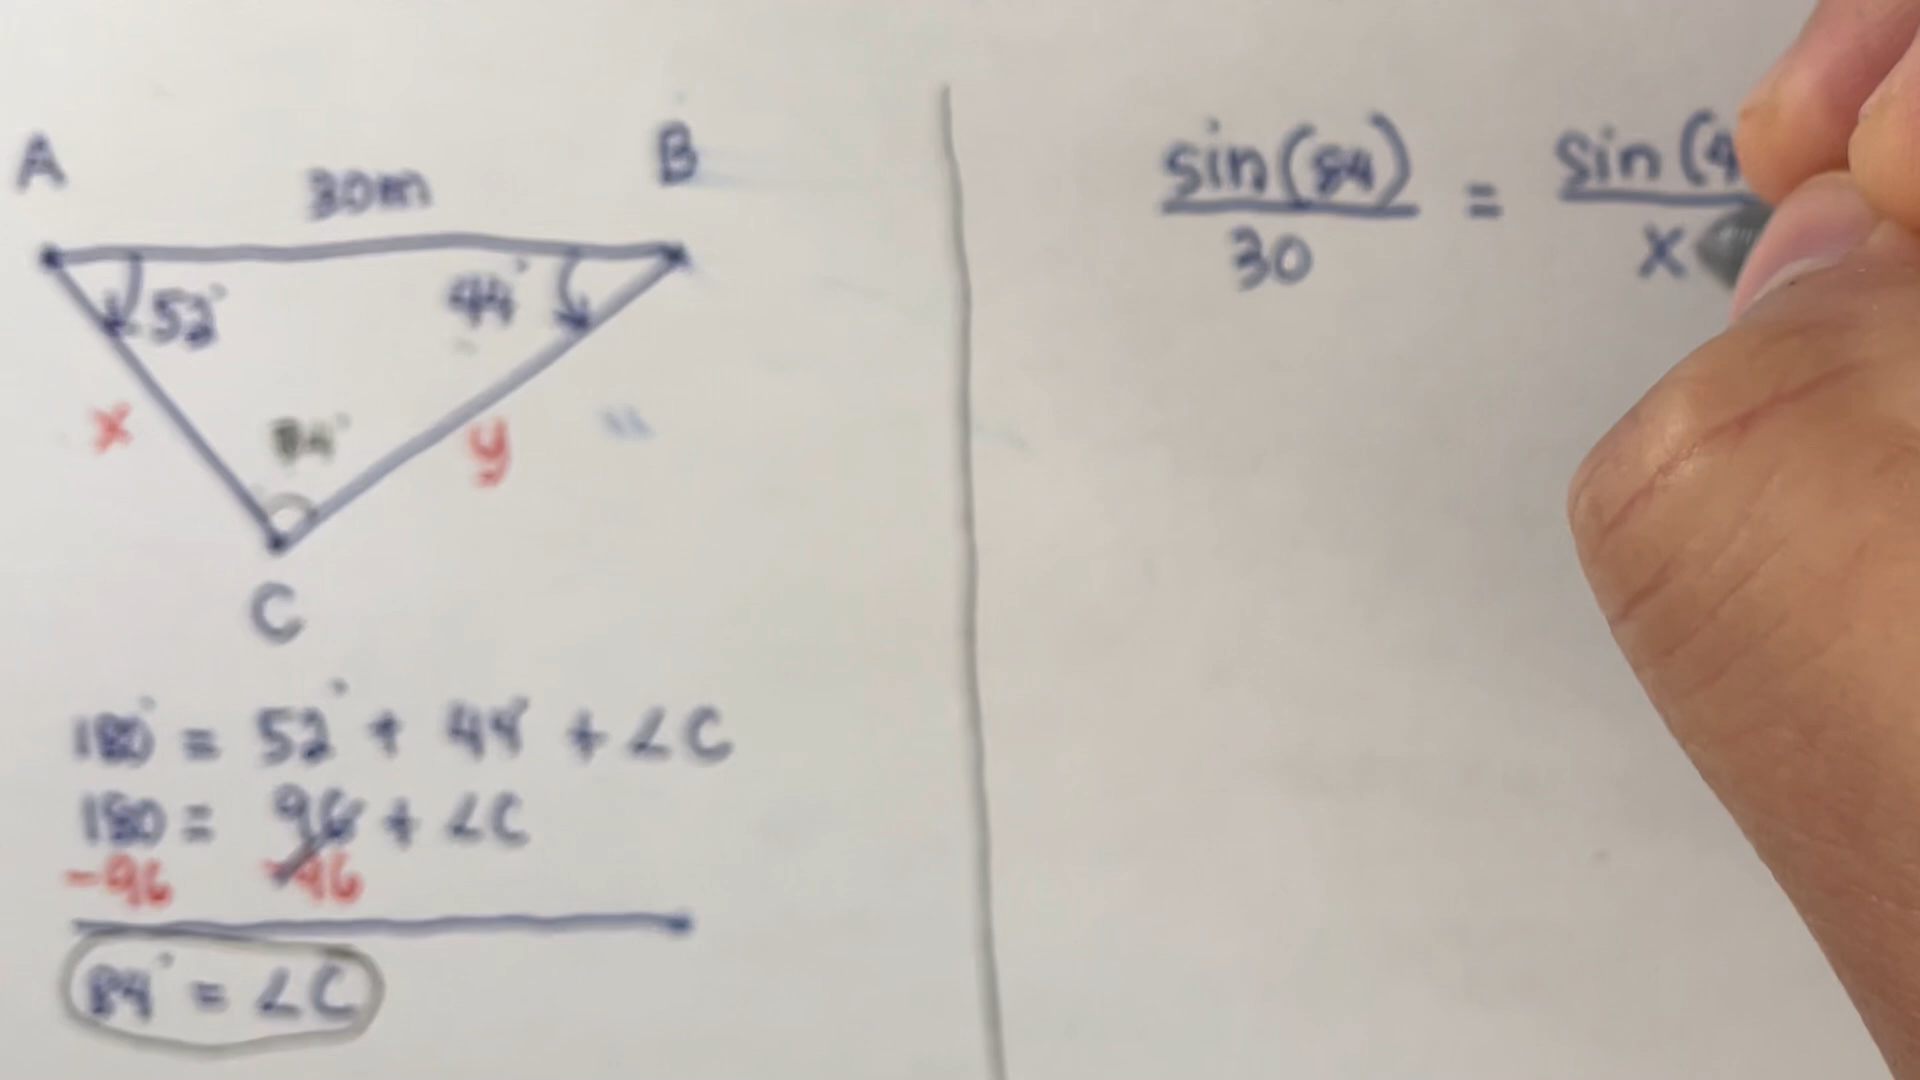 A
B
30m
52°
44°
x
84°
y
C
180° = 52° + 44° + ∠C
180 = 96 + ∠C
-96 -96
84° = ∠C
sin(84) = sin(4
30 x